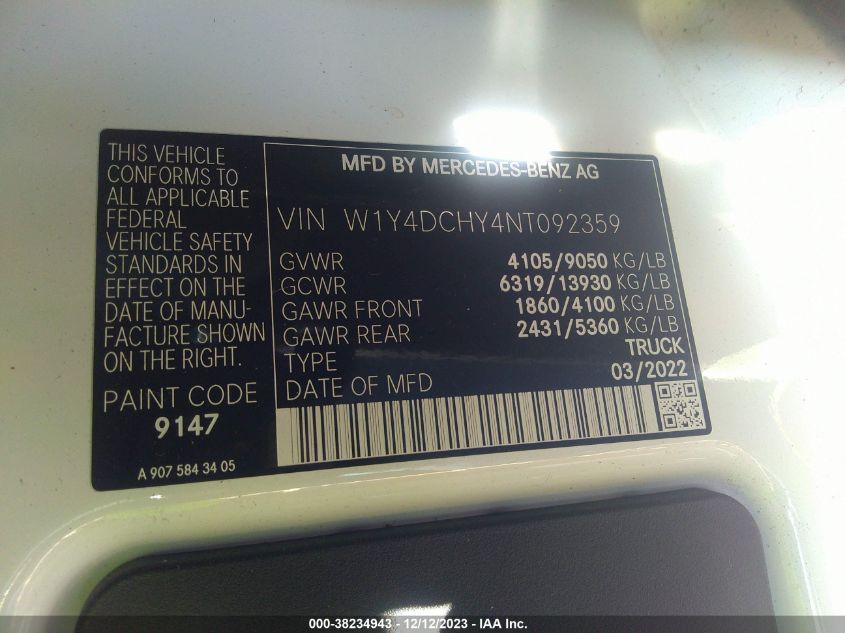 THIS VEHICLE
CONFORMS TO
ALL APPLICABLE
FEDERAL
VEHICLE SAFETY
STANDARDS IN
EFFECT ON THE
DATE OF MANU-
FACTURE SHOWN
ON THE RIGHT.
PAINT CODE
9147
A 907 584 34 05
MFD BY MERCEDES-BENZ AG
VIN W1Y4DCHY4NT092359
GVWR 4105/9050 KG/LB
GCWR 6319/13930 KG/LB
GAWR FRONT 1860/4100 KG/LB
GAWR REAR 2431/5360 KG/LB
TYPE TRUCK
DATE OF MFD 03/2022
000-38234943 - 12/12/2023 - IAA Inc.